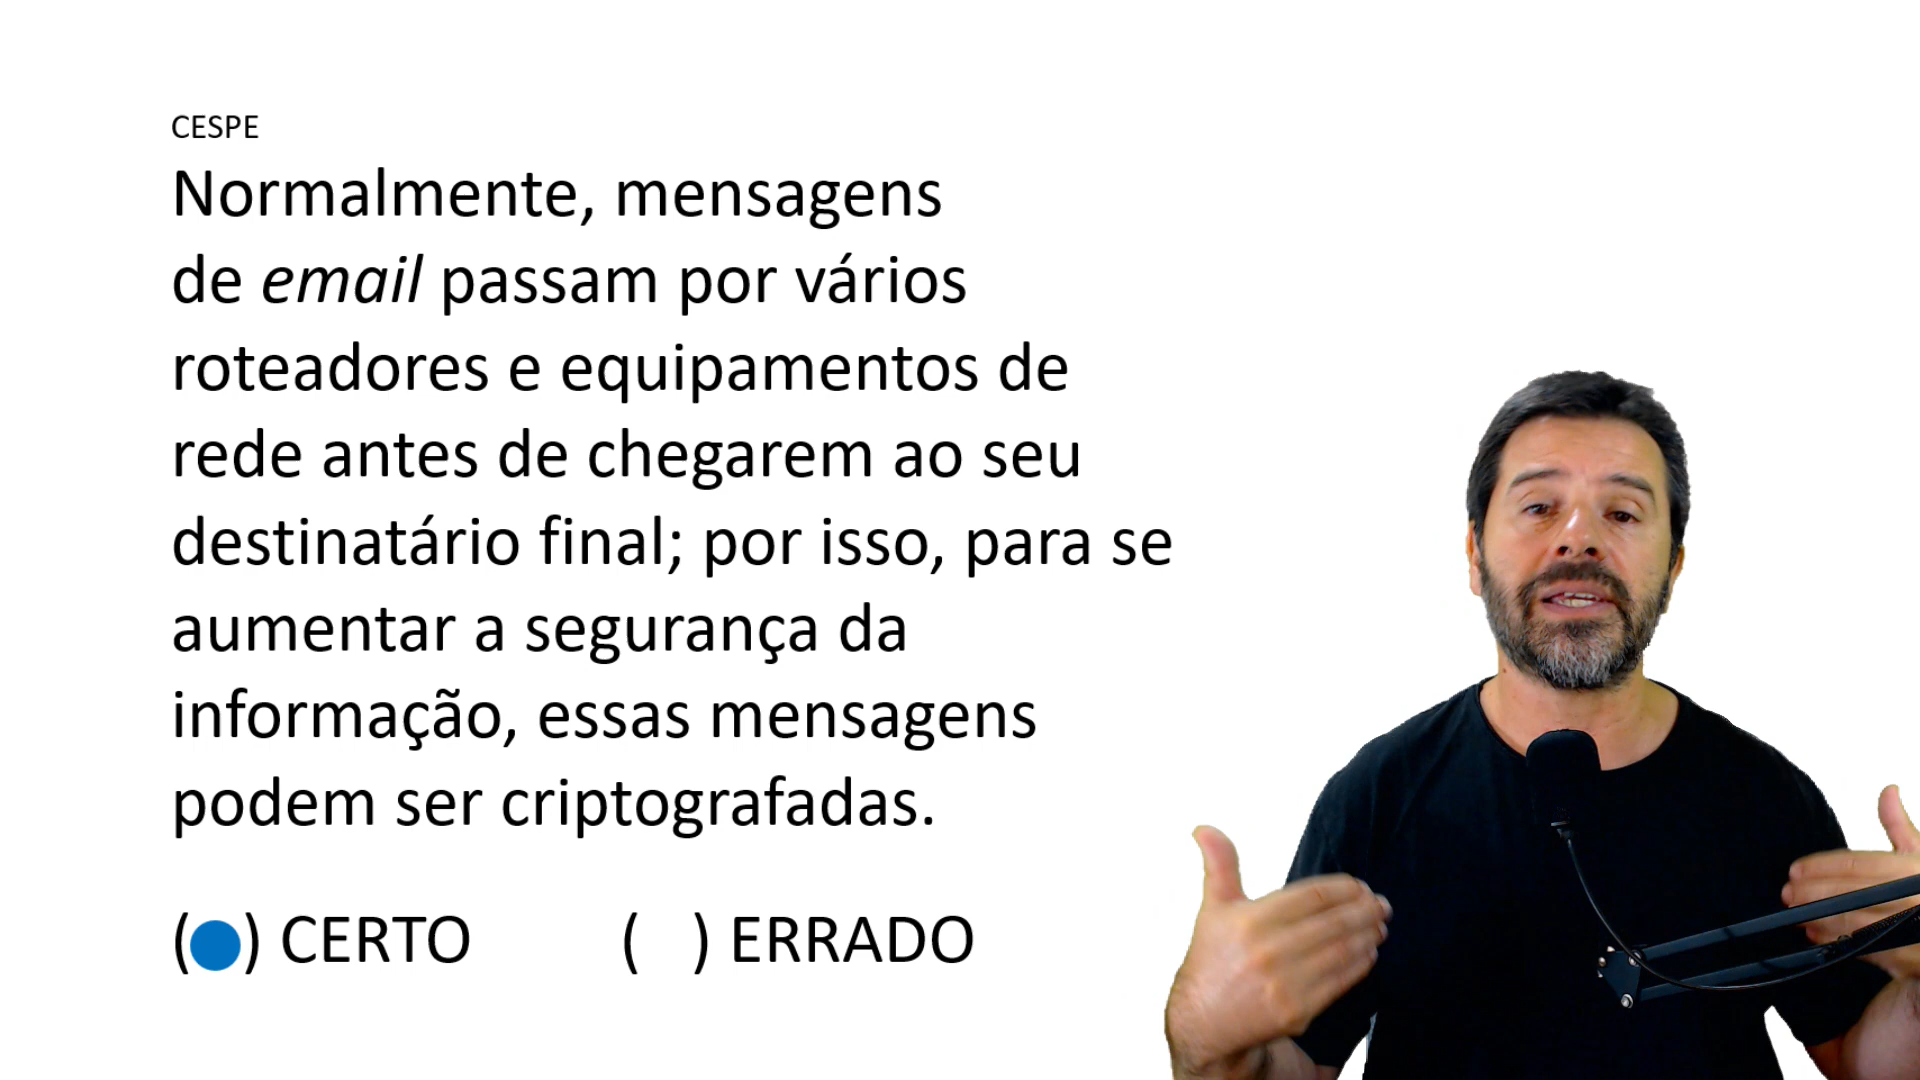 CESPE
Normalmente, mensagens
de email passam por vários
roteadores e equipamentos de
rede antes de chegarem ao seu
destinatário final; por isso, para se
aumentar a segurança da
informação, essas mensagens
podem ser criptografadas.
( ) CERTO ( ) ERRADO